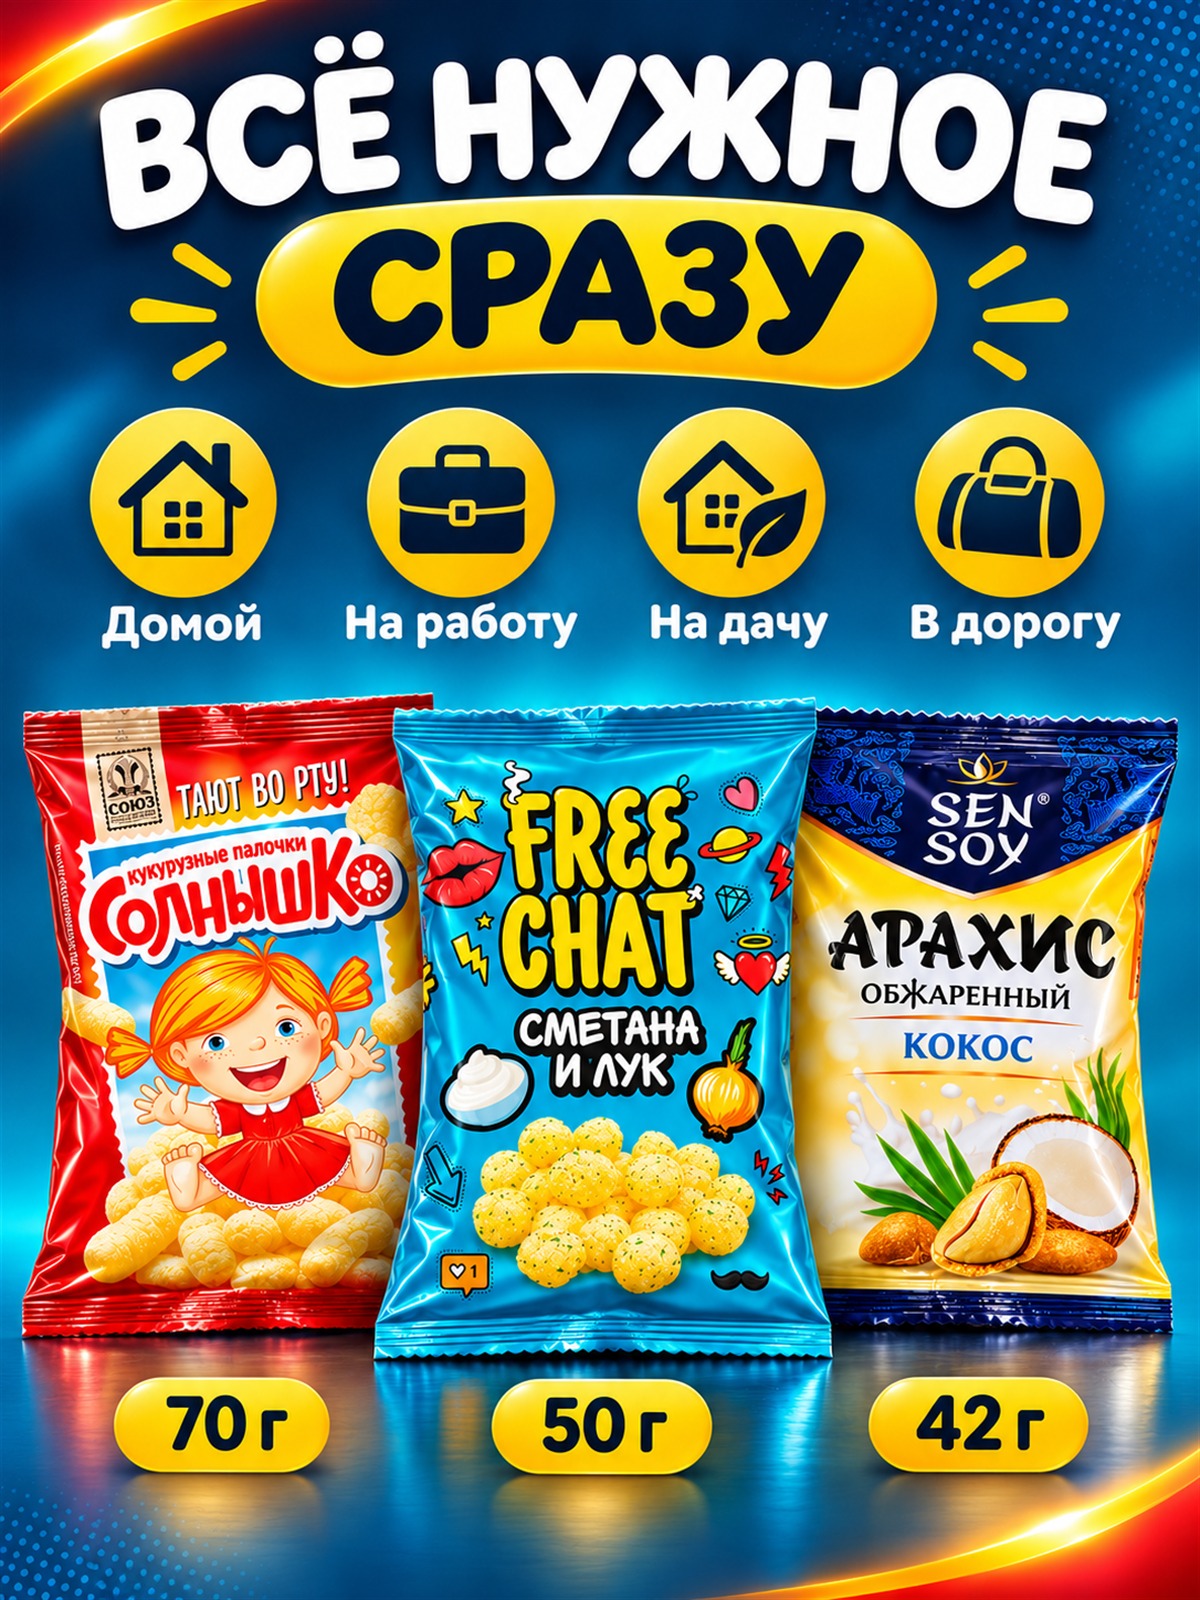 ВСЁ НУЖНОЕ
СРАЗУ
Домой
На работу
На дачу
В дорогу
СОЮЗ
ТАЮТ ВО РТУ!
кукурузные палочки
СОЛНЫШКО
FREE
CHAT
СМЕТАНА
И ЛУК
1
SEN
SOY®
АРАХИС
ОБЖАРЕННЫЙ
КОКОС
70 г
50 г
42 г